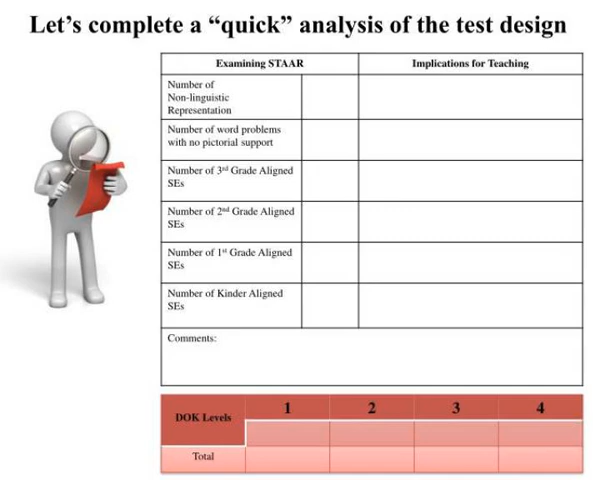 Let’s complete a “quick” analysis of the test design
Examining STAAR
Implications for Teaching
Number of
Non-linguistic
Representation
Number of word problems
with no pictorial support
Number of 3rd Grade Aligned
SEs
Number of 2nd Grade Aligned
SEs
Number of 1st Grade Aligned
SEs
Number of Kinder Aligned
SEs
Comments:
DOK Levels
1
2
3
4
Total